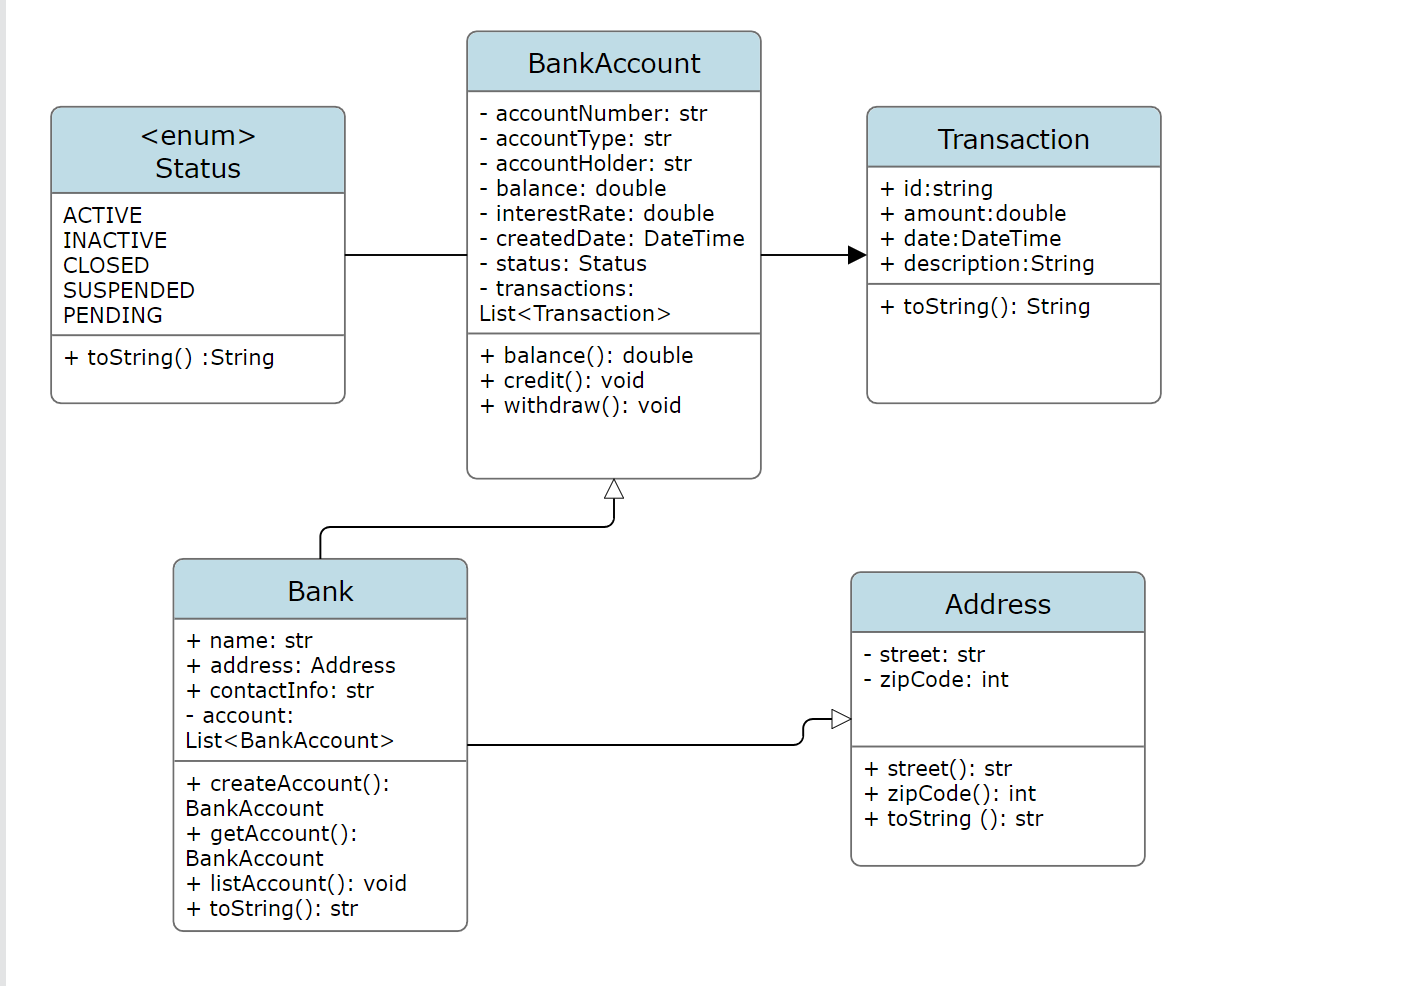 <enum>
Status
ACTIVE
INACTIVE
CLOSED
SUSPENDED
PENDING
+ toString() :String
BankAccount
- accountNumber: str
- accountType: str
- accountHolder: str
- balance: double
- interestRate: double
- createdDate: DateTime
- status: Status
- transactions:
List<Transaction>
+ balance(): double
+ credit(): void
+ withdraw(): void
Transaction
+ id:string
+ amount:double
+ date:DateTime
+ description:String
+ toString(): String
Bank
+ name: str
+ address: Address
+ contactInfo: str
- account:
List<BankAccount>
+ createAccount():
BankAccount
+ getAccount():
BankAccount
+ listAccount(): void
+ toString(): str
Address
- street: str
- zipCode: int
+ street(): str
+ zipCode(): int
+ toString (): str